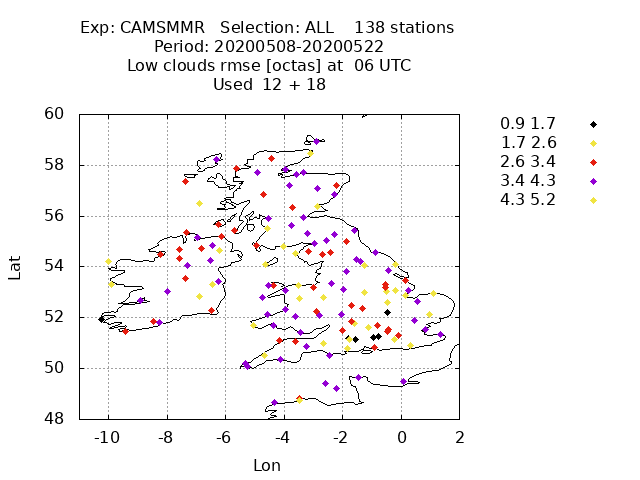 Exp: CAMSMMR   Selection: ALL    138 stations
Period: 20200508-20200522
Low clouds rmse [octas] at  06 UTC
Used  12 + 18
60
58
56
54
52
50
48
Lat
-10 -8 -6 -4 -2 0 2
Lon
0.9 1.7
1.7 2.6
2.6 3.4
3.4 4.3
4.3 5.2